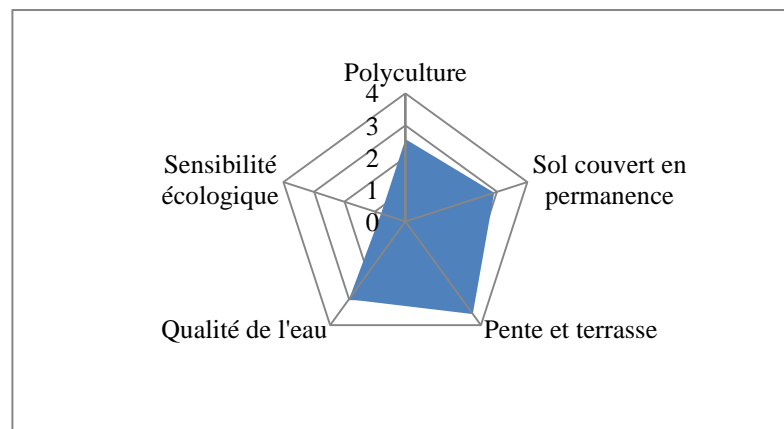 Polyculture
4
3
2
1
0
Sensibilité
écologique
Sol couvert en
permanence
Qualité de l'eau
Pente et terrasse